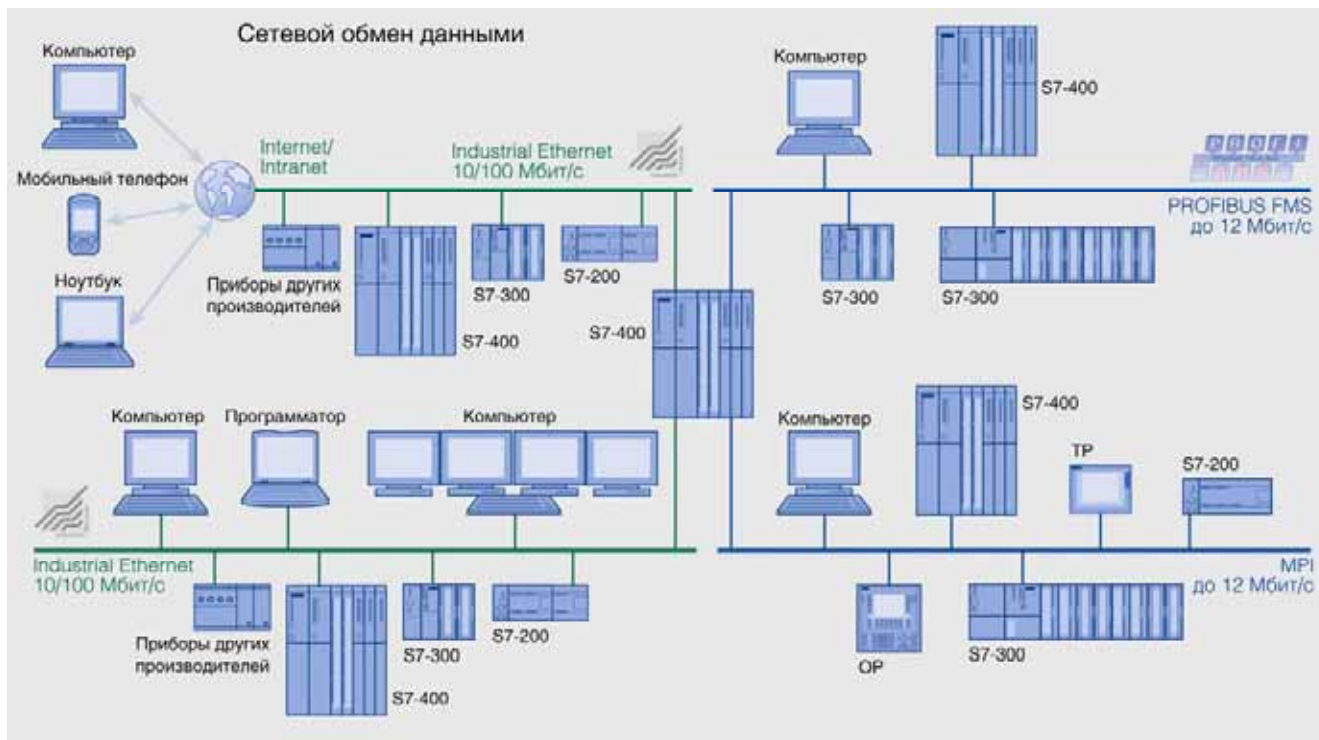 Сетевой обмен данными
Компьютер
Мобильный телефон
Ноутбук
Internet/
Intranet
Industrial Ethernet
10/100 Мбит/с
Приборы других
производителей
S7-400
S7-300
S7-200
S7-400
Компьютер
S7-400
PROFIBUS FMS
до 12 Мбит/с
S7-300
S7-300
Компьютер
Программатор
Компьютер
Industrial Ethernet
10/100 Мбит/с
Приборы других
производителей
S7-400
S7-300
S7-200
Компьютер
S7-400
TP
S7-200
MPI
до 12 Мбит/с
OP
S7-300